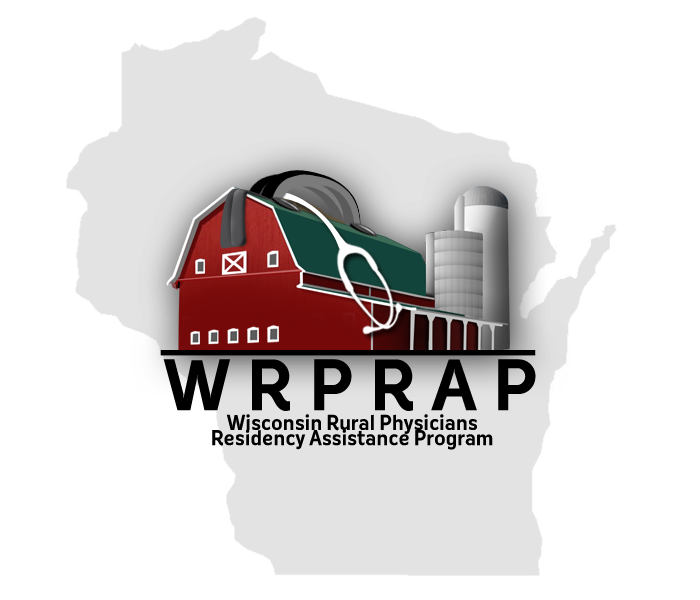 WRPRAP
Wisconsin Rural Physicians
Residency Assistance Program